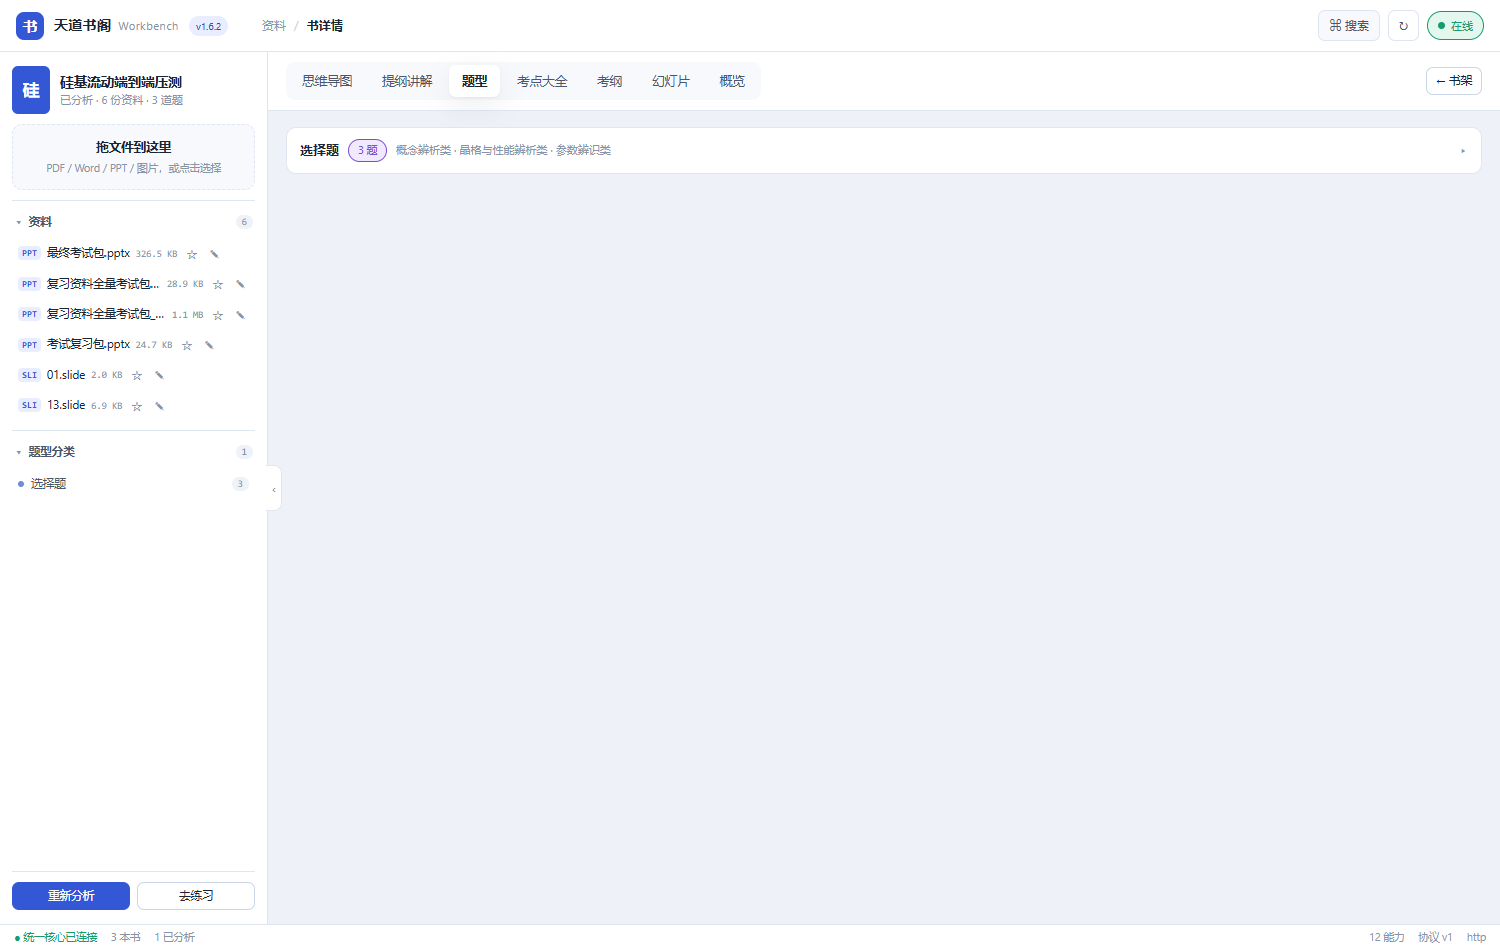 书 天道书阁 Workbench v1.6.2 资料 / 书详情 ⌘ 搜索 ↻ 在线
硅 硅基流动端到端压测
已分析 · 6 份资料 · 3 道题
思维导图 提纲讲解 题型 考点大全 考纲 幻灯片 概览 ← 书架
拖文件到这里
PDF / Word / PPT / 图片，或点击选择
选择题 3 题 概念辨析类 · 晶格与性能辨析类 · 参数辨识类
资料 6
PPT 最终考试包.pptx 326.5 KB
PPT 复习资料全量考试包... 28.9 KB
PPT 复习资料全量考试包_... 1.1 MB
PPT 考试复习包.pptx 24.7 KB
SLI 01.slide 2.0 KB
SLI 13.slide 6.9 KB
题型分类 1
选择题 3
重新分析 去练习
统一核心已连接 3 本书 1 已分析 12 能力 协议 v1 http